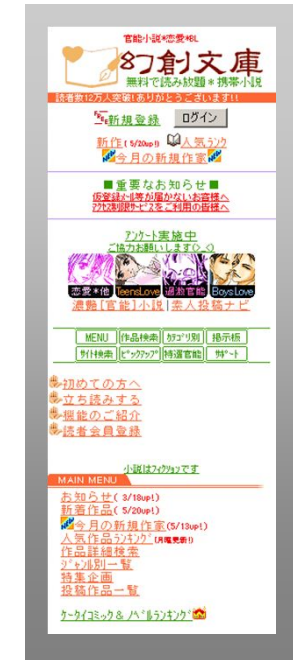 官能小説*恋愛*BL
幻創文庫
無料で読み放題*携帯小説
読者数12万人突破!ありがとうございます!!
FREE新規登録 ログイン
新作( 5/20up!) 人気ランク
今月の新規作家
■重要なお知らせ■
仮登録メール等が届かないお客様へ
アクセス制限サービスをご利用の皆様へ
アンケート実施中
ご協力お願いします(>_<)
恋愛*他 TeensLove 過激官能 BoysLove
濃艶[官能]小説|素人投稿ナビ
MENU 作品検索 カテゴリ別 掲示板
サイト検索 ピックアップ 特選官能 サポート
初めての方へ
立ち読みする
機能のご紹介
読者会員登録
小説はフィクションです
MAIN MENU
お知らせ( 3/18up!)
新着作品( 5/20up!)
今月の新規作家(5/13up!)
人気作品ランキング(月曜更新!)
作品詳細検索
ジャンル別一覧
特集企画
投稿作品一覧
ケータイコミック& ノベルランキング